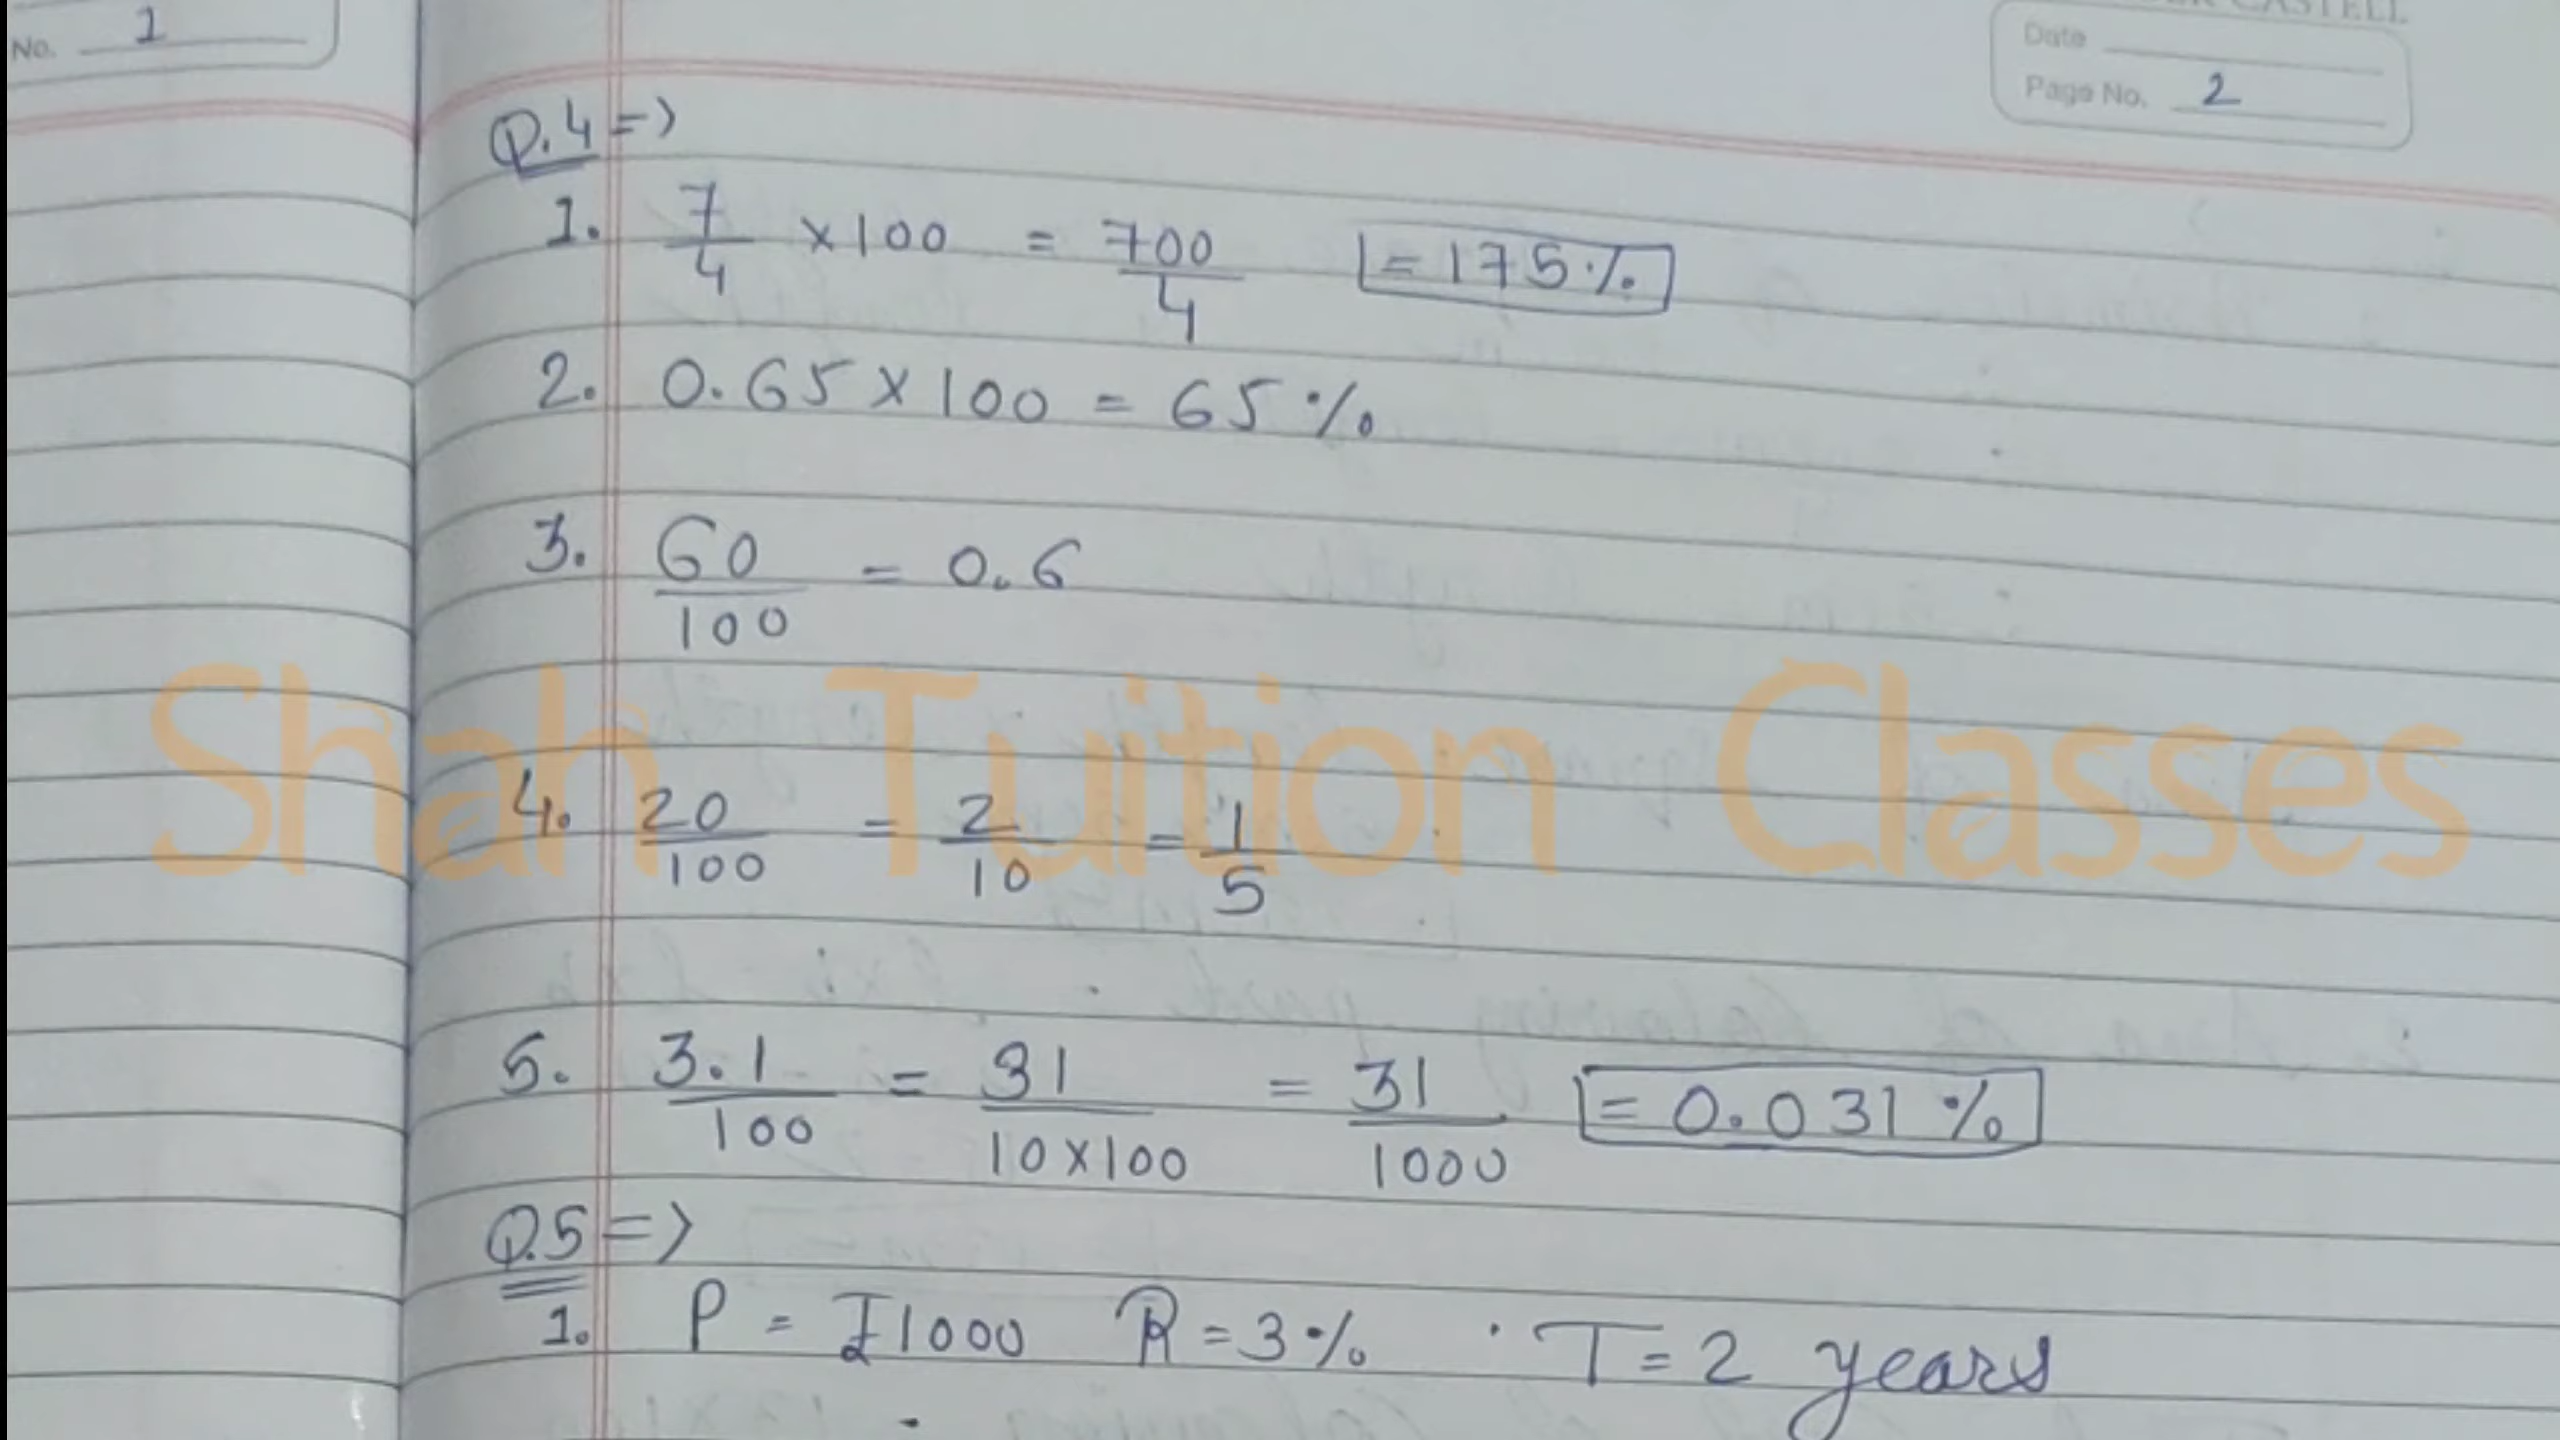 No. 1
BER CASTELL
Date
Page No. 2
Q.4 =>
1. 7/4 ×100 = 700/4 = 175%
2. 0.65 × 100 = 65%
3. 60/100 = 0.6
Shah Tuition Classes
4. 20/100 = 2/10 = 1/5
5. 3.1/100 = 31/10×100 = 31/1000 = 0.031%
Q.5 =>
1. P = ₹1000 R = 3% T = 2 years